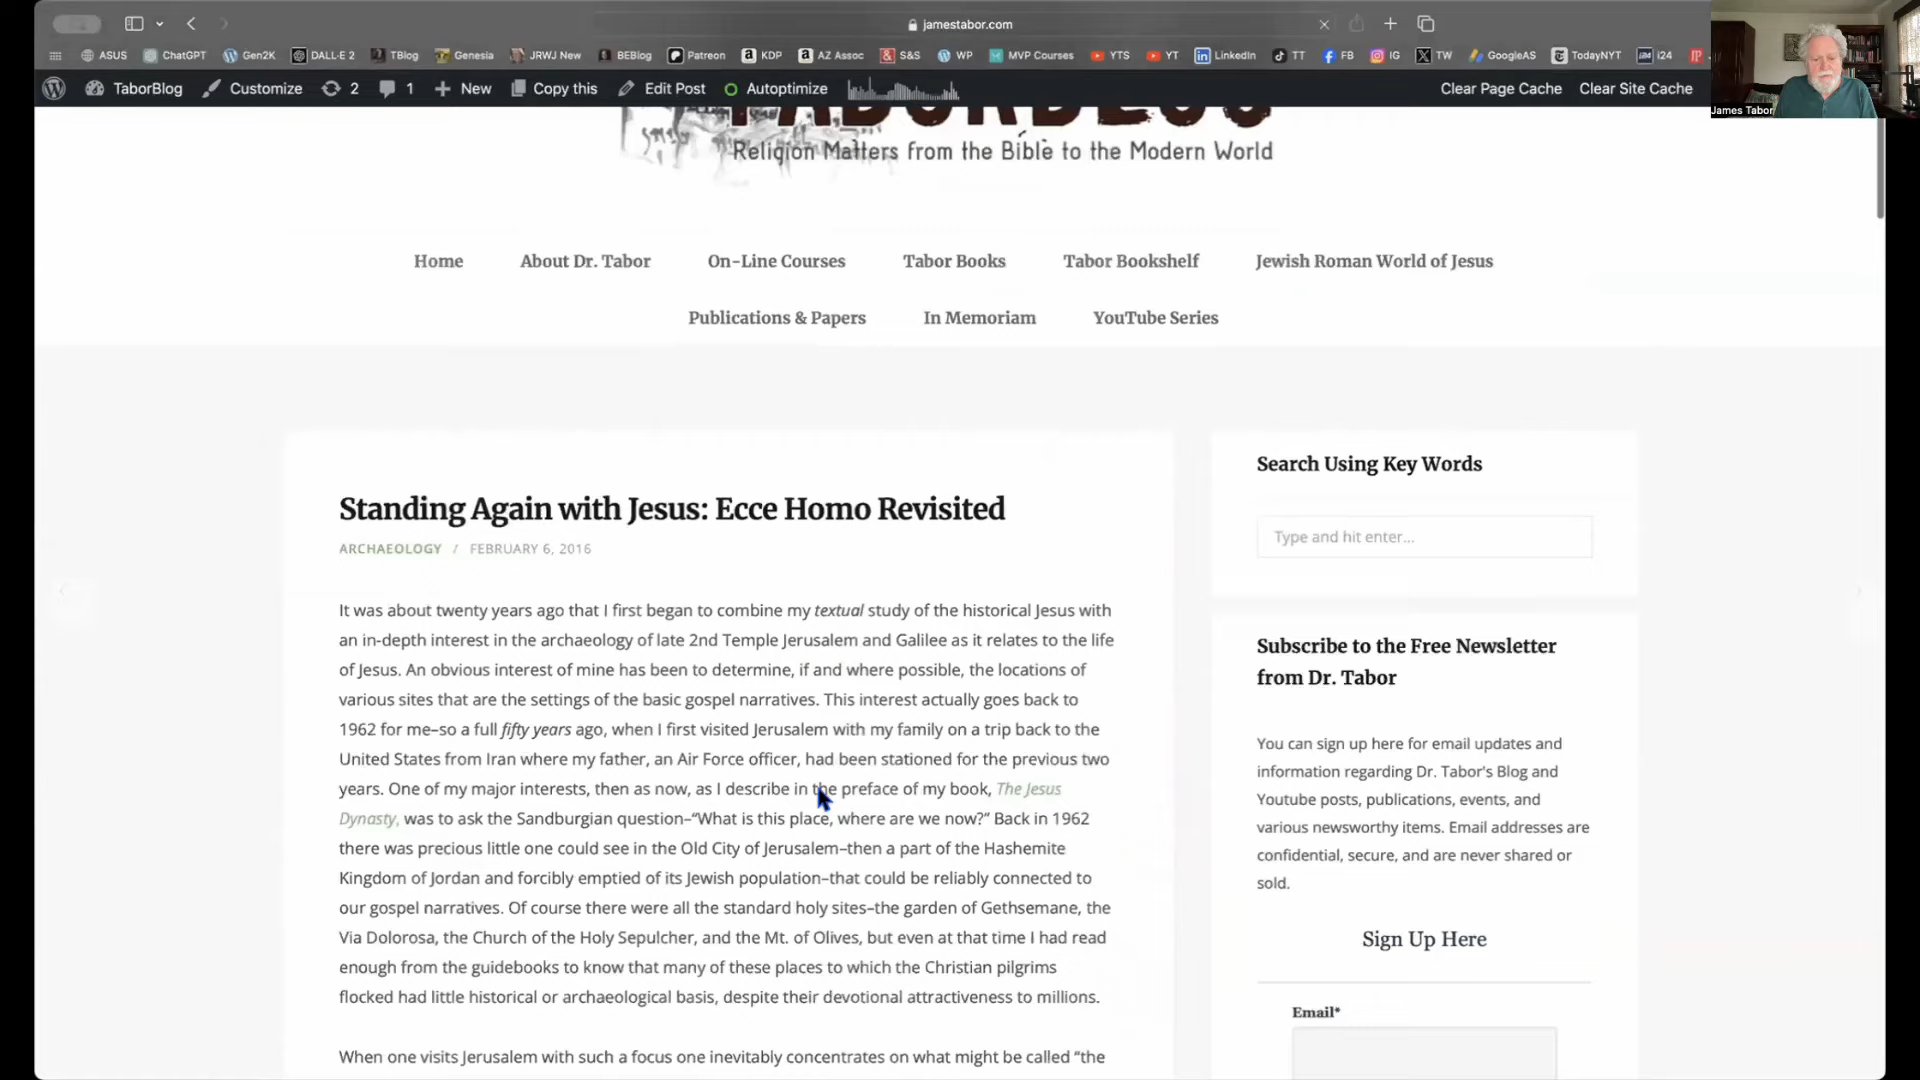 jamestabor.com
ASUS ChatGPT Gen2K DALL-E 2 TBlog Genesia JRWJ New BEBlog Patreon KDP AZ Assoc S&S WP MVP Courses YTS YT LinkedIn TT FB IG TW GoogleAS TodayNYT i24
TaborBlog Customize 2 1 New Copy this Edit Post Autoptimize Clear Page Cache Clear Site Cache
James Tabor
TABORBLOG
Religion Matters from the Bible to the Modern World
Home About Dr. Tabor On-Line Courses Tabor Books Tabor Bookshelf Jewish Roman World of Jesus
Publications & Papers In Memoriam YouTube Series
Standing Again with Jesus: Ecce Homo Revisited
ARCHAEOLOGY / FEBRUARY 6, 2016
It was about twenty years ago that I first began to combine my textual study of the historical Jesus with
an in-depth interest in the archaeology of late 2nd Temple Jerusalem and Galilee as it relates to the life
of Jesus. An obvious interest of mine has been to determine, if and where possible, the locations of
various sites that are the settings of the basic gospel narratives. This interest actually goes back to
1962 for me–so a full fifty years ago, when I first visited Jerusalem with my family on a trip back to the
United States from Iran where my father, an Air Force officer, had been stationed for the previous two
years. One of my major interests, then as now, as I describe in the preface of my book, The Jesus
Dynasty, was to ask the Sandburgian question–“What is this place, where are we now?” Back in 1962
there was precious little one could see in the Old City of Jerusalem–then a part of the Hashemite
Kingdom of Jordan and forcibly emptied of its Jewish population–that could be reliably connected to
our gospel narratives. Of course there were all the standard holy sites–the garden of Gethsemane, the
Via Dolorosa, the Church of the Holy Sepulcher, and the Mt. of Olives, but even at that time I had read
enough from the guidebooks to know that many of these places to which the Christian pilgrims
flocked had little historical or archaeological basis, despite their devotional attractiveness to millions.
When one visits Jerusalem with such a focus one inevitably concentrates on what might be called “the
Search Using Key Words
Type and hit enter...
Subscribe to the Free Newsletter
from Dr. Tabor
You can sign up here for email updates and
information regarding Dr. Tabor's Blog and
Youtube posts, publications, events, and
various newsworthy items. Email addresses are
confidential, secure, and are never shared or
sold.
Sign Up Here
Email*